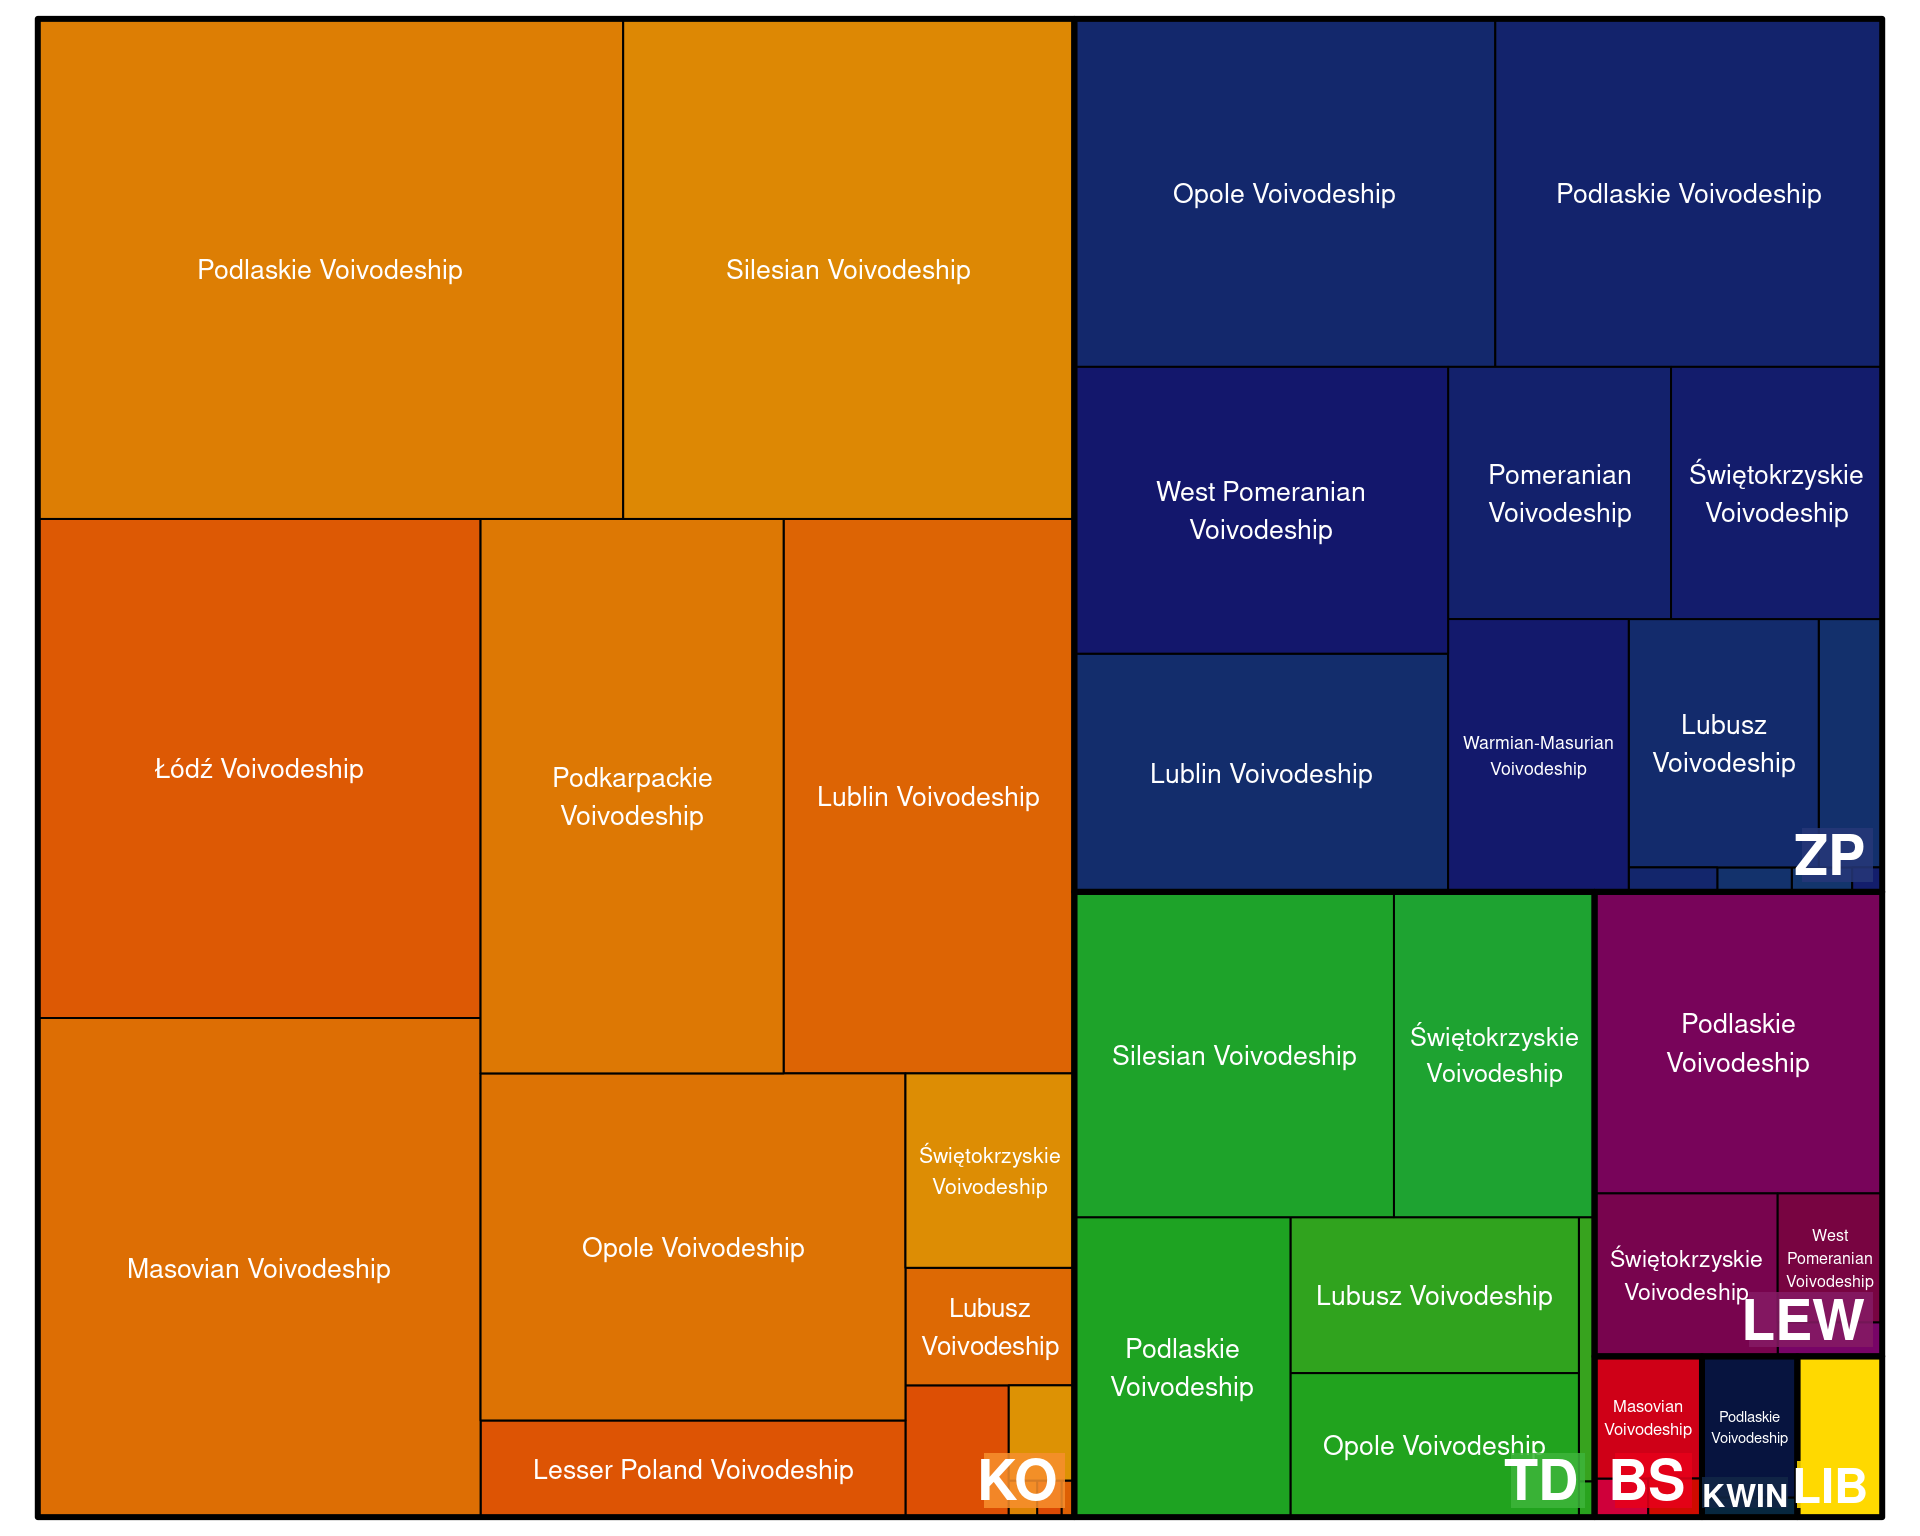 Podlaskie Voivodeship
Silesian Voivodeship
Łódź Voivodeship
Podkarpackie
Voivodeship
Lublin Voivodeship
Masovian Voivodeship
Opole Voivodeship
Świętokrzyskie
Voivodeship
Lubusz
Voivodeship
Lesser Poland Voivodeship
KO
Opole Voivodeship
Podlaskie Voivodeship
West Pomeranian
Voivodeship
Pomeranian
Voivodeship
Świętokrzyskie
Voivodeship
Lublin Voivodeship
Warmian-Masurian
Voivodeship
Lubusz
Voivodeship
ZP
Silesian Voivodeship
Świętokrzyskie
Voivodeship
Podlaskie
Voivodeship
Lubusz Voivodeship
Opole Voivodeship
TD
Podlaskie
Voivodeship
Świętokrzyskie
Voivodeship
West
Pomeranian
Voivodeship
LEW
Masovian
Voivodeship
BS
Podlaskie
Voivodeship
KWIN
LIB